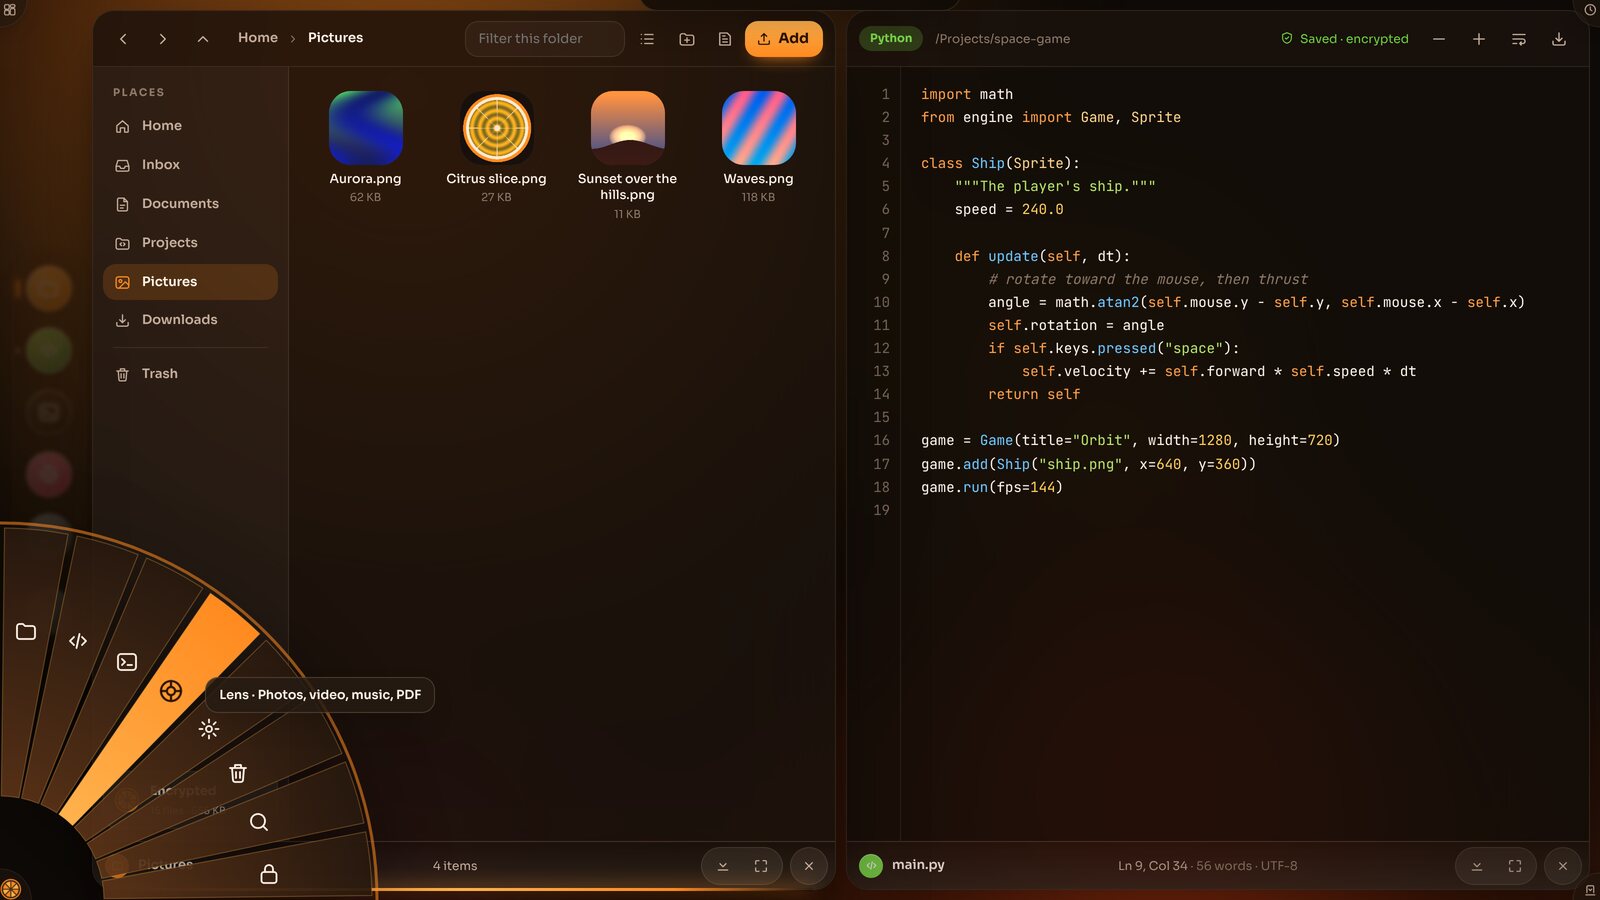 Home > Pictures
Filter this folder
Add
PLACES
Home
Inbox
Documents
Projects
Pictures
Downloads
Trash
Aurora.png
62 KB
Citrus slice.png
27 KB
Sunset over the
hills.png
11 KB
Waves.png
118 KB
Lens · Photos, video, music, PDF
Encrypted
Pictures
4 items
Python
/Projects/space-game
Saved · encrypted
1 import math
2 from engine import Game, Sprite
3
4 class Ship(Sprite):
5 """The player's ship."""
6 speed = 240.0
7
8 def update(self, dt):
9 # rotate toward the mouse, then thrust
10 angle = math.atan2(self.mouse.y - self.y, self.mouse.x - self.x)
11 self.rotation = angle
12 if self.keys.pressed("space"):
13 self.velocity += self.forward * self.speed * dt
14 return self
15
16 game = Game(title="Orbit", width=1280, height=720)
17 game.add(Ship("ship.png", x=640, y=360))
18 game.run(fps=144)
19
main.py
Ln 9, Col 34 · 56 words · UTF-8